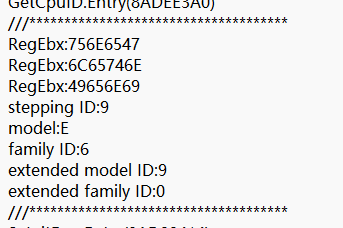 GetCpuID.Entry(8ADEE3A0)
///*************************************
RegEbx:756E6547
RegEbx:6C65746E
RegEbx:49656E69
stepping ID:9
model:E
family ID:6
extended model ID:9
extended family ID:0
///*************************************